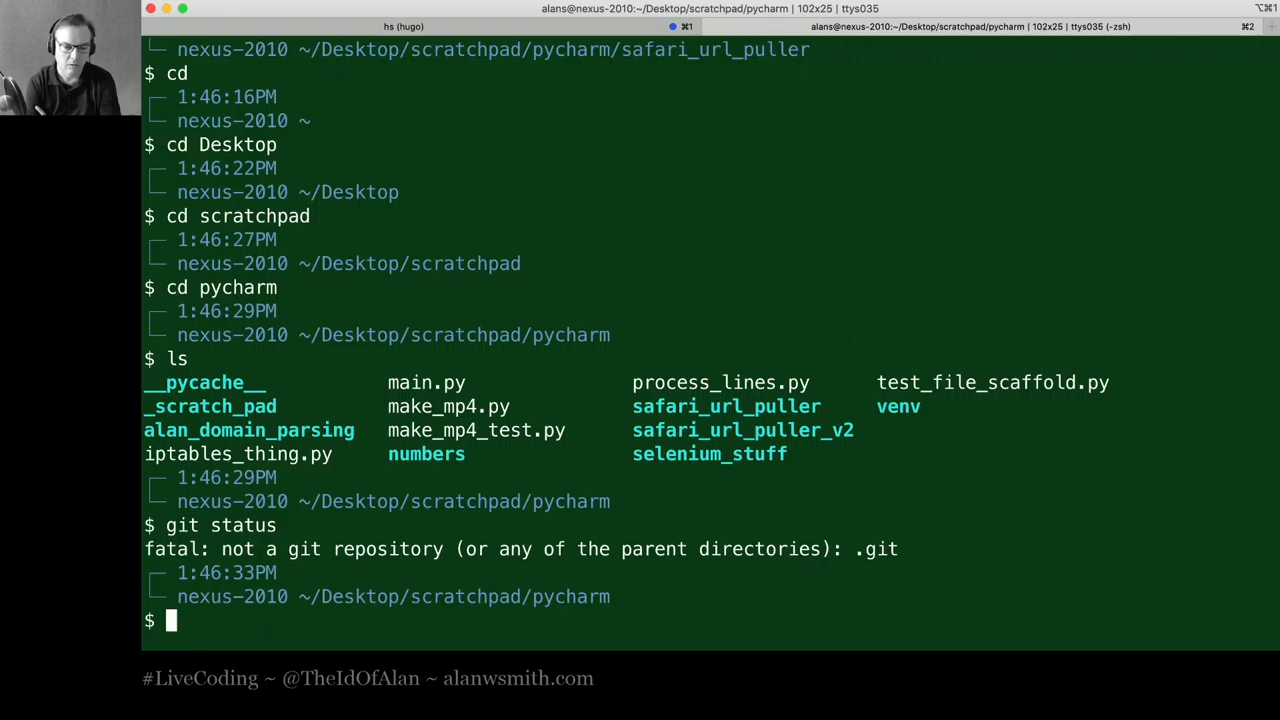 alans@nexus-2010:~/Desktop/scratchpad/pycharm | 102x25 | ttys035
⌥⌘1
hs (hugo)
⌘1
alans@nexus-2010:~/Desktop/scratchpad/pycharm | 102x25 | ttys035 (-zsh)
⌘2
nexus-2010 ~/Desktop/scratchpad/pycharm/safari_url_puller
$ cd
1:46:16PM
nexus-2010 ~
$ cd Desktop
1:46:22PM
nexus-2010 ~/Desktop
$ cd scratchpad
1:46:27PM
nexus-2010 ~/Desktop/scratchpad
$ cd pycharm
1:46:29PM
nexus-2010 ~/Desktop/scratchpad/pycharm
$ ls
__pycache__ main.py process_lines.py test_file_scaffold.py
_scratch_pad make_mp4.py safari_url_puller venv
alan_domain_parsing make_mp4_test.py safari_url_puller_v2
iptables_thing.py numbers selenium_stuff
1:46:29PM
nexus-2010 ~/Desktop/scratchpad/pycharm
$ git status
fatal: not a git repository (or any of the parent directories): .git
1:46:33PM
nexus-2010 ~/Desktop/scratchpad/pycharm
$
#LiveCoding ~ @TheIdOfAlan ~ alanwsmith.com